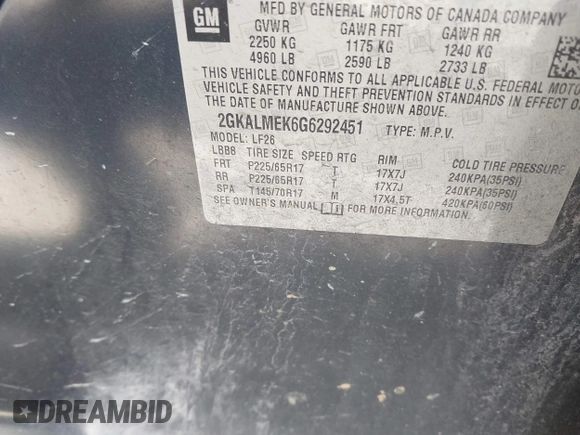 GM
MFD BY GENERAL MOTORS OF CANADA COMPANY
GVWR GAWR FRT GAWR RR
2250 KG 1175 KG 1240 KG
4960 LB 2590 LB 2733 LB
THIS VEHICLE CONFORMS TO ALL APPLICABLE U.S. FEDERAL MOTO
VEHICLE SAFETY AND THEFT PREVENTION STANDARDS IN EFFECT O
THE DATE OF MANUFACTURE SHOWN ABOVE.
2GKALMEK6G6292451 TYPE: M.P.V.
MODEL: LF26
LBB8 TIRE SIZE SPEED RTG RIM COLD TIRE PRESSURE
FRT P225/65R17 T 17X7J 240KPA(35PSI)
RR P225/65R17 T 17X7J 240KPA(35PSI)
SPA T145/70R17 M 17X4,5T 420KPA(60PSI)
SEE OWNER'S MANUAL FOR MORE INFORMATION.
DREAMBID